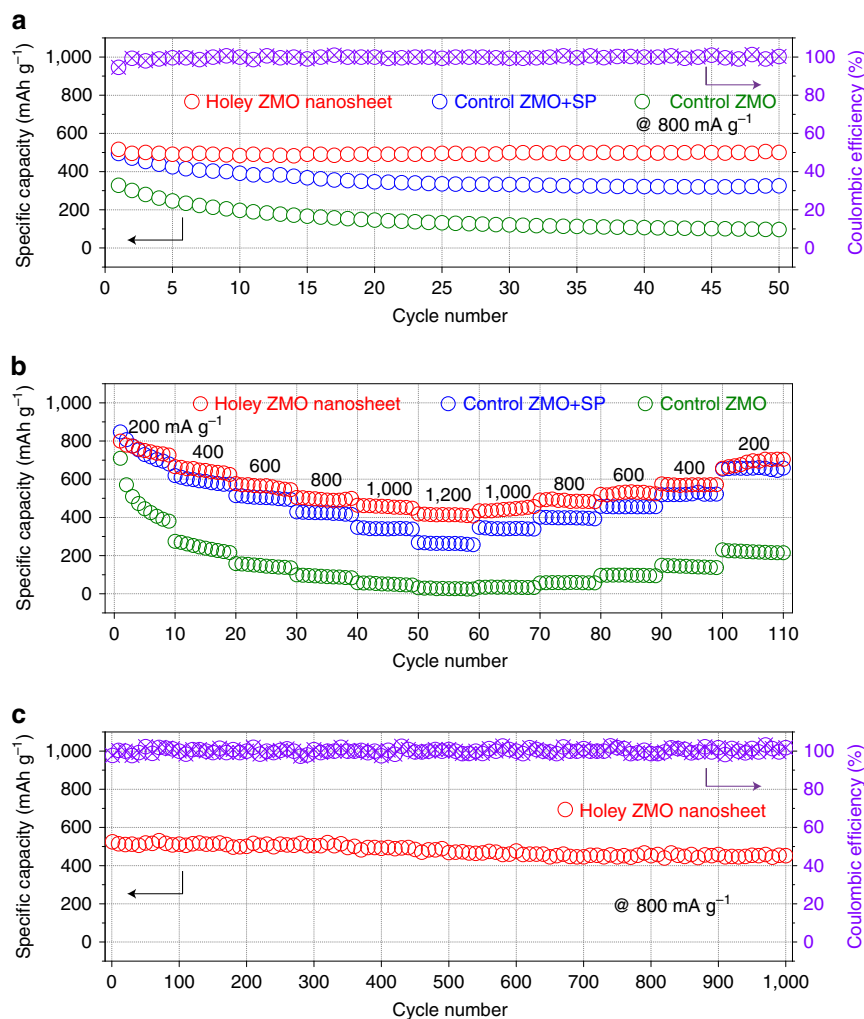 a
Specific capacity (mAh g⁻¹)
1,000
800
600
400
200
0
Holey ZMO nanosheet
Control ZMO+SP
Control ZMO
@ 800 mA g⁻¹
100
80
60
40
20
0
Coulombic efficiency (%)
0 5 10 15 20 25 30 35 40 45 50
Cycle number
b
Specific capacity (mAh g⁻¹)
1,000
800
600
400
200
0
Holey ZMO nanosheet
Control ZMO+SP
Control ZMO
200 mA g⁻¹
400
600
800
1,000
1,200
1,000
800
600
400
200
0 10 20 30 40 50 60 70 80 90 100 110
Cycle number
c
Specific capacity (mAh g⁻¹)
1,000
800
600
400
200
0
Holey ZMO nanosheet
@ 800 mA g⁻¹
100
80
60
40
20
0
Coulombic efficiency (%)
0 100 200 300 400 500 600 700 800 900 1,000
Cycle number